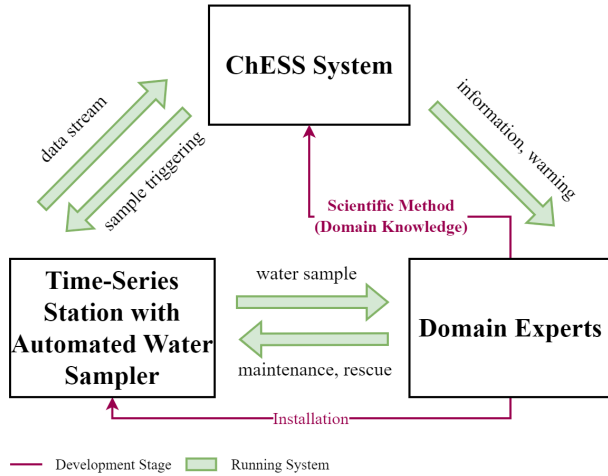 ChESS System
data stream
sample triggering
information, warning
Scientific Method
(Domain Knowledge)
Time-Series
Station with
Automated Water
Sampler
water sample
maintenance, rescue
Domain Experts
Installation
Development Stage
Running System